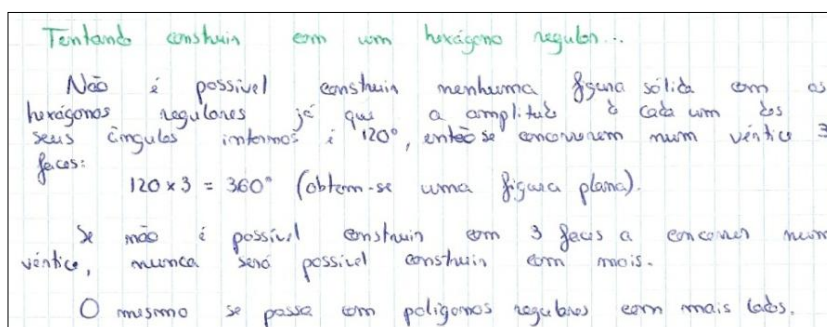 Tentando construir com um hexágono regular...
Não é possível construir nenhuma figura sólida com os
hexágonos regulares já que a amplitude de cada um dos
seus ângulos internos é 120°, então se concorrerem num vértice 3
faces:
120 x 3 = 360° (obtem-se uma figura plana).
Se não é possível construir com 3 faces a concorrer num
vértice, nunca será possível construir com mais.
O mesmo se passa com polígonos regulares com mais lados.